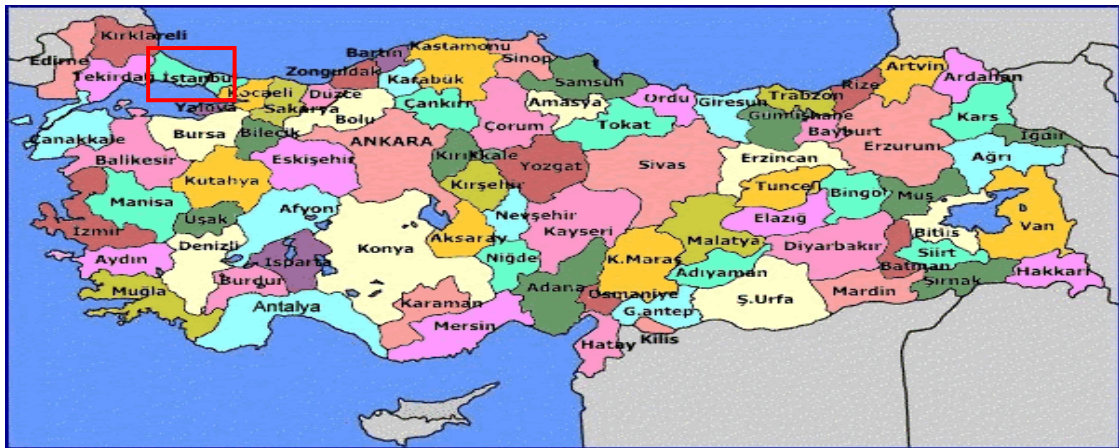 Kırklareli
Edirne
Tekirdağ
İstanbu
Kocaeli
Yalova
Sakarya
Düzce
Zonguldak
Bartın
Kastamonu
Karabük
Sinop
Samsun
Çankırı
Bolu
Amasya
Ordu
Giresun
Trabzon
Rize
Artvin
Ardahan
Gümüşhane
Bayburt
Kars
Iğdır
Çanakkale
Bursa
Bilecik
ANKARA
Çorum
Tokat
Erzurum
Ağrı
Balikesir
Eskişehir
Kırıkkale
Yozgat
Sivas
Erzincan
Kutahya
Kırşehir
Tunceli
Bingol
Muş
Manisa
Uşak
Afyon
Nevşehir
Elazığ
Van
İzmir
Denizli
Konya
Aksaray
Kayseri
Malatya
Diyarbakır
Bitlis
Siirt
Aydın
Isparta
Niğde
K.Maraş
Adıyaman
Batman
Hakkari
Burdur
Muğla
Adana
Osmaniye
Mardin
Şırnak
Antalya
Karaman
Ş.Urfa
G.antep
Mersin
Hatay
Kilis